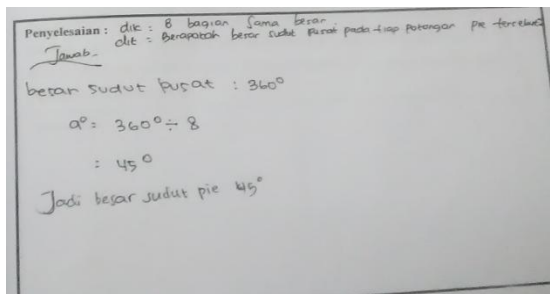 Penyelesaian : dik : 8 bagian sama besar.
dit : Berapakah besar sudut pusat pada tiap potongan pie tersebut
Jawab
besar sudut pusat : 360°
a° = 360° ÷ 8
: 45°
Jadi besar sudut pie 45°